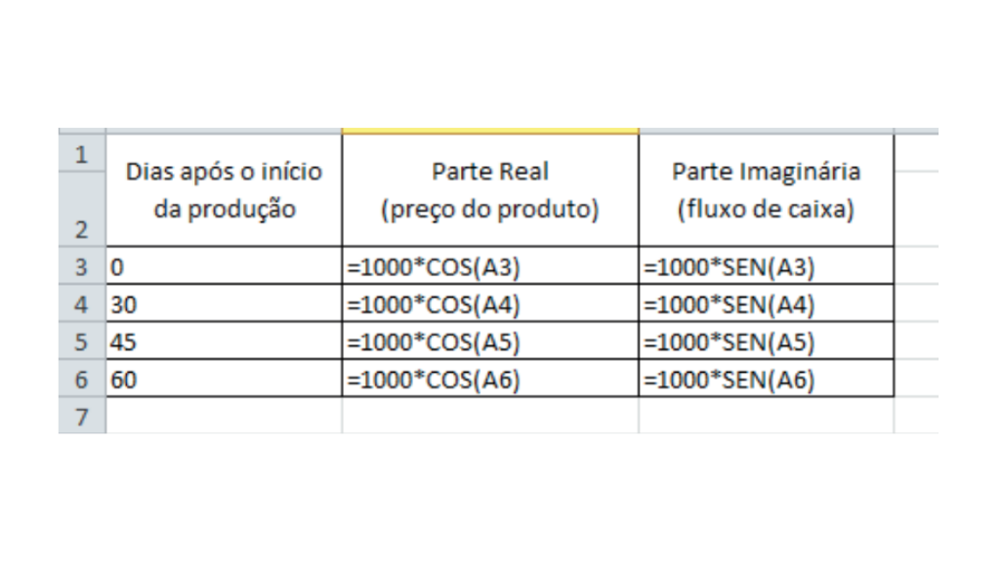 1
Dias após o início
da produção
Parte Real
(preço do produto)
Parte Imaginária
(fluxo de caixa)
2
3 0 =1000*COS(A3) =1000*SEN(A3)
4 30 =1000*COS(A4) =1000*SEN(A4)
5 45 =1000*COS(A5) =1000*SEN(A5)
6 60 =1000*COS(A6) =1000*SEN(A6)
7